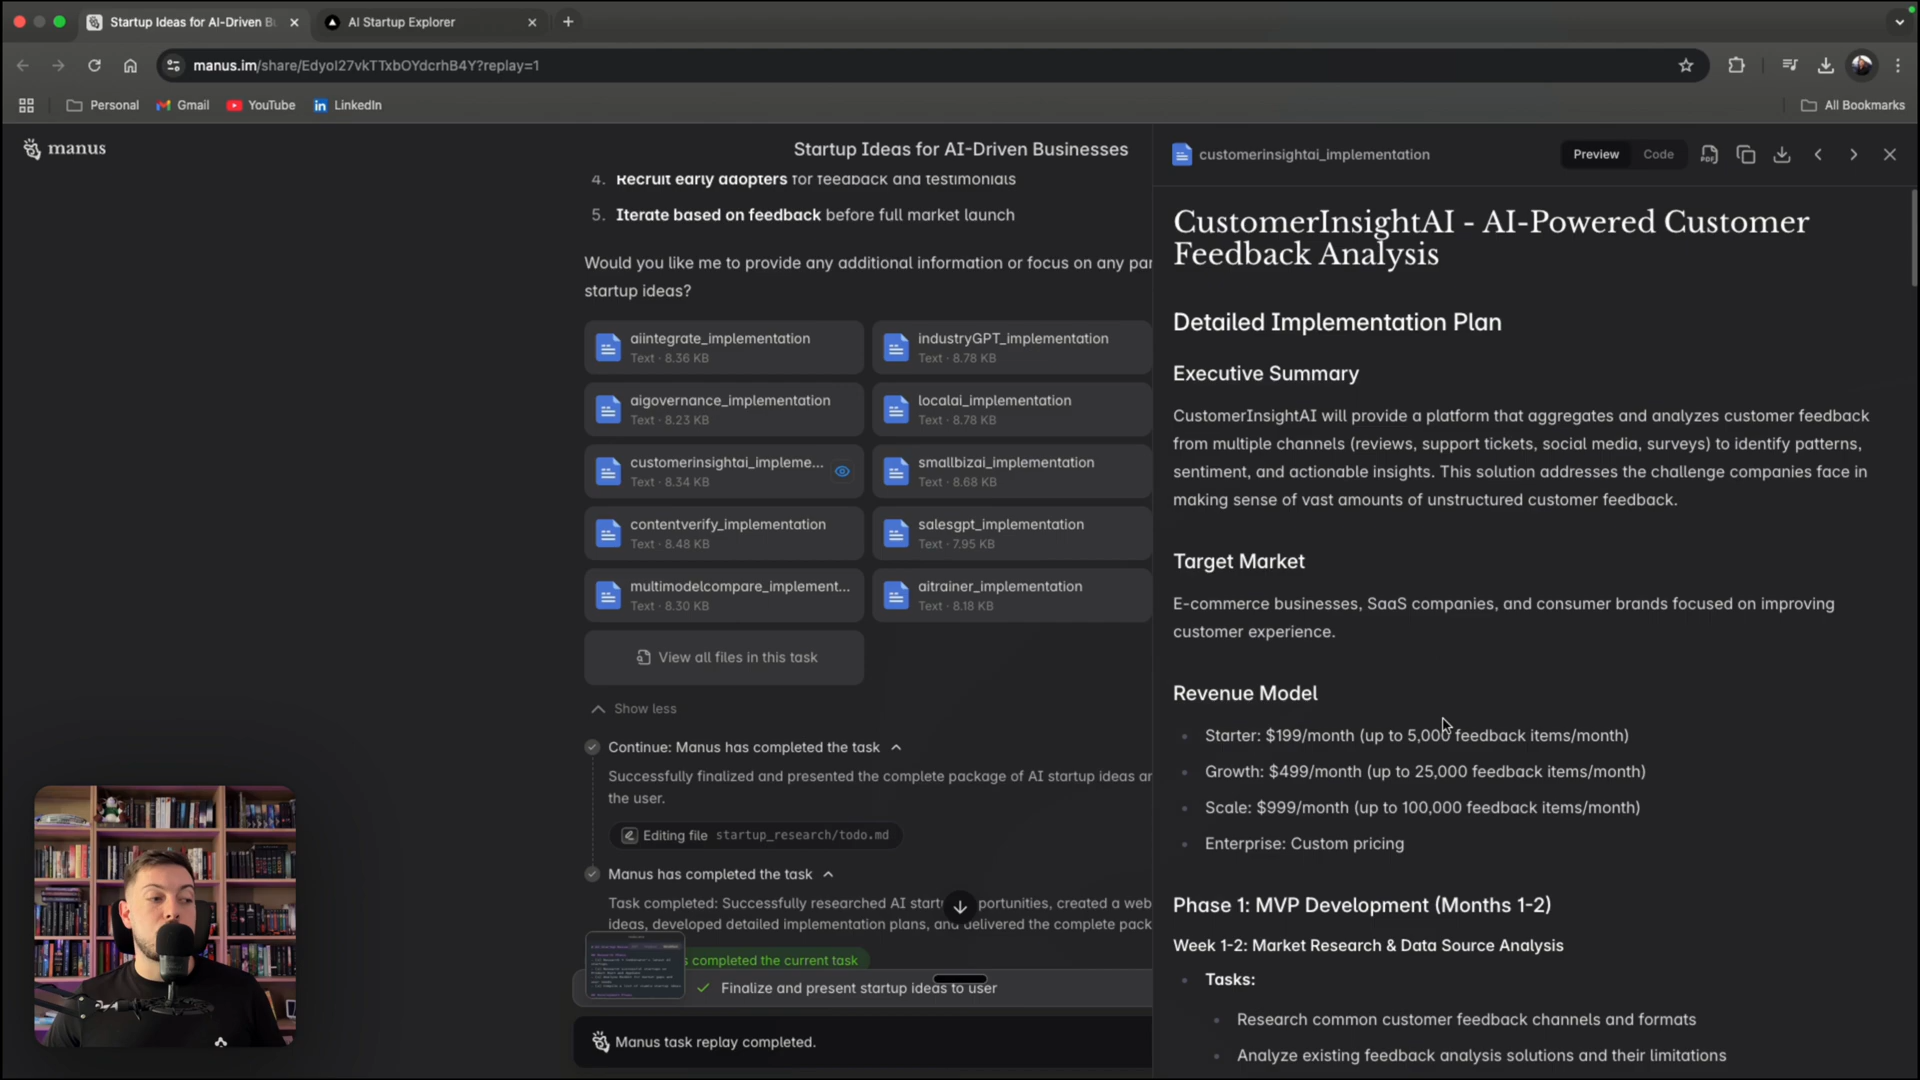 Startup Ideas for AI-Driven B
AI Startup Explorer
manus.im/share/EdyoI27vkTTxbOYdcrhB4Y?replay=1
Personal
Gmail
YouTube
LinkedIn
All Bookmarks
manus
Startup Ideas for AI-Driven Businesses
4. Recruit early adopters for feedback and testimonials
5. Iterate based on feedback before full market launch
Would you like me to provide any additional information or focus on any par
startup ideas?
aiintegrate_implementation
Text · 8.36 KB
industryGPT_implementation
Text · 8.78 KB
aigovernance_implementation
Text · 8.23 KB
localai_implementation
Text · 8.78 KB
customerinsightai_impleme...
Text · 8.34 KB
smallbizai_implementation
Text · 8.68 KB
contentverify_implementation
Text · 8.48 KB
salesgpt_implementation
Text · 7.95 KB
multimodelcompare_implement...
Text · 8.30 KB
aitrainer_implementation
Text · 8.18 KB
View all files in this task
Show less
Continue: Manus has completed the task
Successfully finalized and presented the complete package of AI startup ideas ar
the user.
Editing file startup_research/todo.md
Manus has completed the task
Task completed: Successfully researched AI start portunities, created a web
ideas, developed detailed implementation plans, and delivered the complete pack
s completed the current task
Finalize and present startup ideas to user
Manus task replay completed.
customerinsightai_implementation
Preview
Code
CustomerInsightAI - AI-Powered Customer
Feedback Analysis
Detailed Implementation Plan
Executive Summary
CustomerInsightAI will provide a platform that aggregates and analyzes customer feedback
from multiple channels (reviews, support tickets, social media, surveys) to identify patterns,
sentiment, and actionable insights. This solution addresses the challenge companies face in
making sense of vast amounts of unstructured customer feedback.
Target Market
E-commerce businesses, SaaS companies, and consumer brands focused on improving
customer experience.
Revenue Model
Starter: $199/month (up to 5,000 feedback items/month)
Growth: $499/month (up to 25,000 feedback items/month)
Scale: $999/month (up to 100,000 feedback items/month)
Enterprise: Custom pricing
Phase 1: MVP Development (Months 1-2)
Week 1-2: Market Research & Data Source Analysis
Tasks:
Research common customer feedback channels and formats
Analyze existing feedback analysis solutions and their limitations